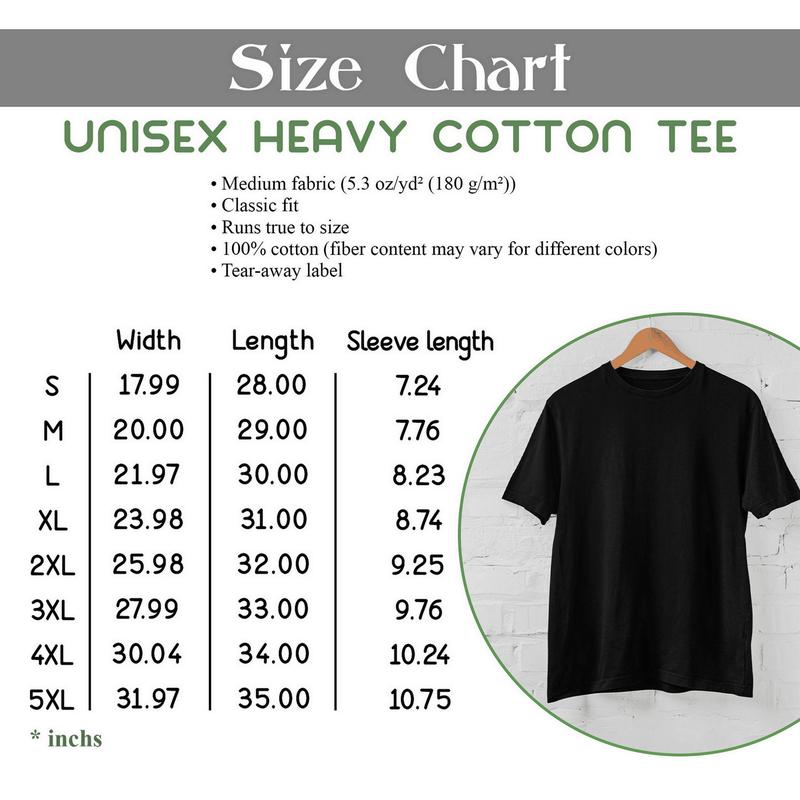 Size Chart
UNISEX HEAVY COTTON TEE
• Medium fabric (5.3 oz/yd² (180 g/m²))
• Classic fit
• Runs true to size
• 100% cotton (fiber content may vary for different colors)
• Tear-away label
Width Length Sleeve length
S 17.99 28.00 7.24
M 20.00 29.00 7.76
L 21.97 30.00 8.23
XL 23.98 31.00 8.74
2XL 25.98 32.00 9.25
3XL 27.99 33.00 9.76
4XL 30.04 34.00 10.24
5XL 31.97 35.00 10.75
* inchs